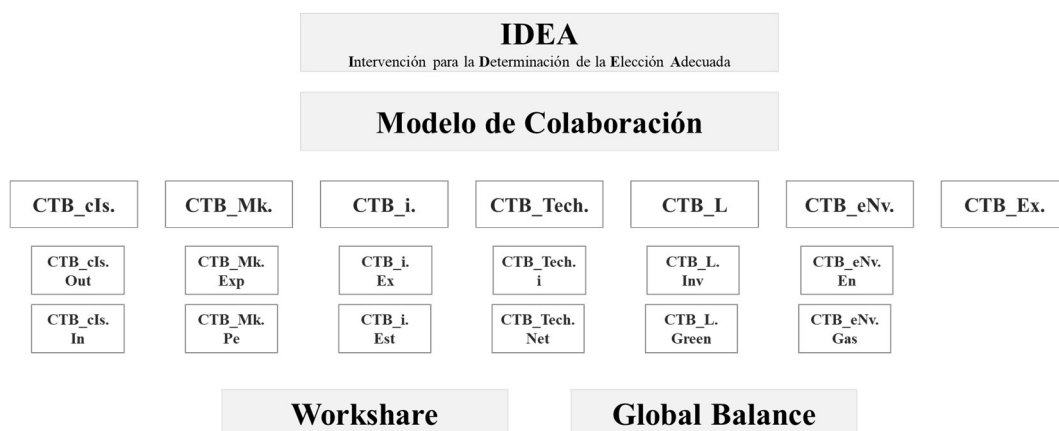 IDEA
Intervención para la Determinación de la Elección Adecuada
Modelo de Colaboración
CTB_cIs.
CTB_Mk.
CTB_i.
CTB_Tech.
CTB_L
CTB_eNv.
CTB_Ex.
CTB_cIs.
Out
CTB_Mk.
Exp
CTB_i.
Ex
CTB_Tech.
i
CTB_L.
Inv
CTB_eNv.
En
CTB_cIs.
In
CTB_Mk.
Pe
CTB_i.
Est
CTB_Tech.
Net
CTB_L.
Green
CTB_eNv.
Gas
Workshare
Global Balance